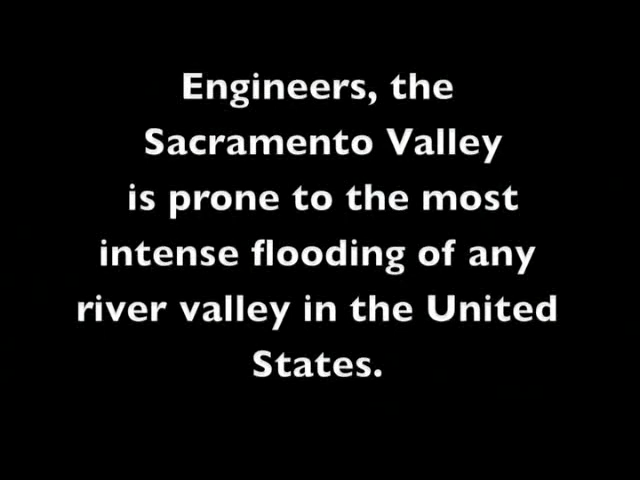 Engineers, the
Sacramento Valley
is prone to the most
intense flooding of any
river valley in the United
States.